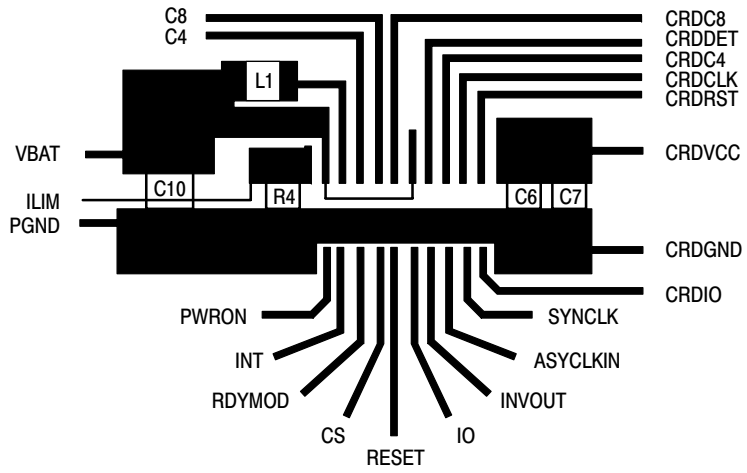 C8
C4
L1
CRDC8
CRDDET
CRDC4
CRDCLK
CRDRST
VBAT
CRDVCC
C10
ILIM
R4
C6
C7
PGND
CRDGND
CRDIO
PWRON
SYNCLK
INT
ASYCLKIN
RDYMOD
INVOUT
CS
IO
RESET